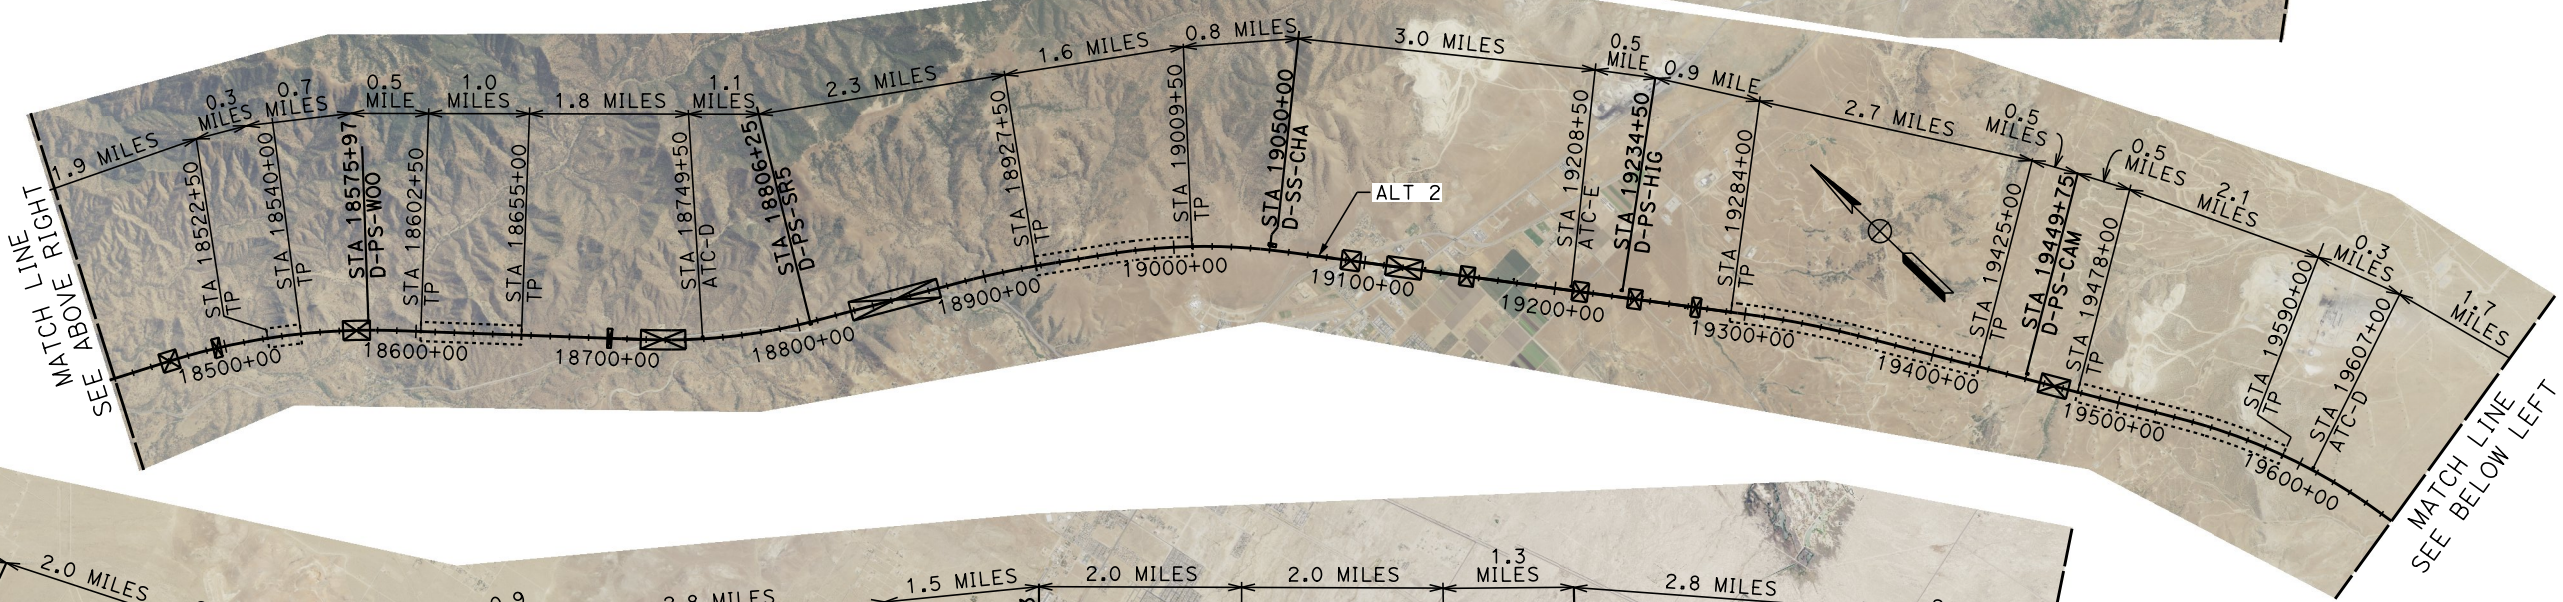 1.9 MILES
0.3
MILES
0.7
MILES
0.5
MILE
1.0
MILES
1.8 MILES
1.1
MILES
2.3 MILES
1.6 MILES
0.8 MILES
3.0 MILES
0.5
MILE
0.9 MILE
2.7 MILES
0.5
MILES
0.5
MILES
2.1
MILES
0.3
MILES
1.7
MILES
MATCH LINE
SEE ABOVE RIGHT
STA 18522+50
TP
STA 18540+00
TP
STA 18575+97
D-PS-WOO
STA 18602+50
TP
STA 18655+00
TP
STA 18749+50
ATC-D
STA 18806+25
D-PS-SR5
STA 18927+50
TP
STA 19009+50
TP
STA 19050+00
D-SS-CHA
ALT 2
STA 19208+50
ATC-E
STA 19234+50
D-PS-HIG
STA 19284+00
TP
STA 19425+00
TP
STA 19449+75
D-PS-CAM
STA 19478+00
TP
STA 19590+00
TP
STA 19607+00
ATC-D
18500+00
18600+00
18700+00
18800+00
18900+00
19000+00
19100+00
19200+00
19300+00
19400+00
19500+00
19600+00
MATCH LINE
SEE BELOW LEFT
2.0 MILES
0.9
2.8 MILES
1.5 MILES
2.0 MILES
2.0 MILES
1.3
MILES
2.8 MILES